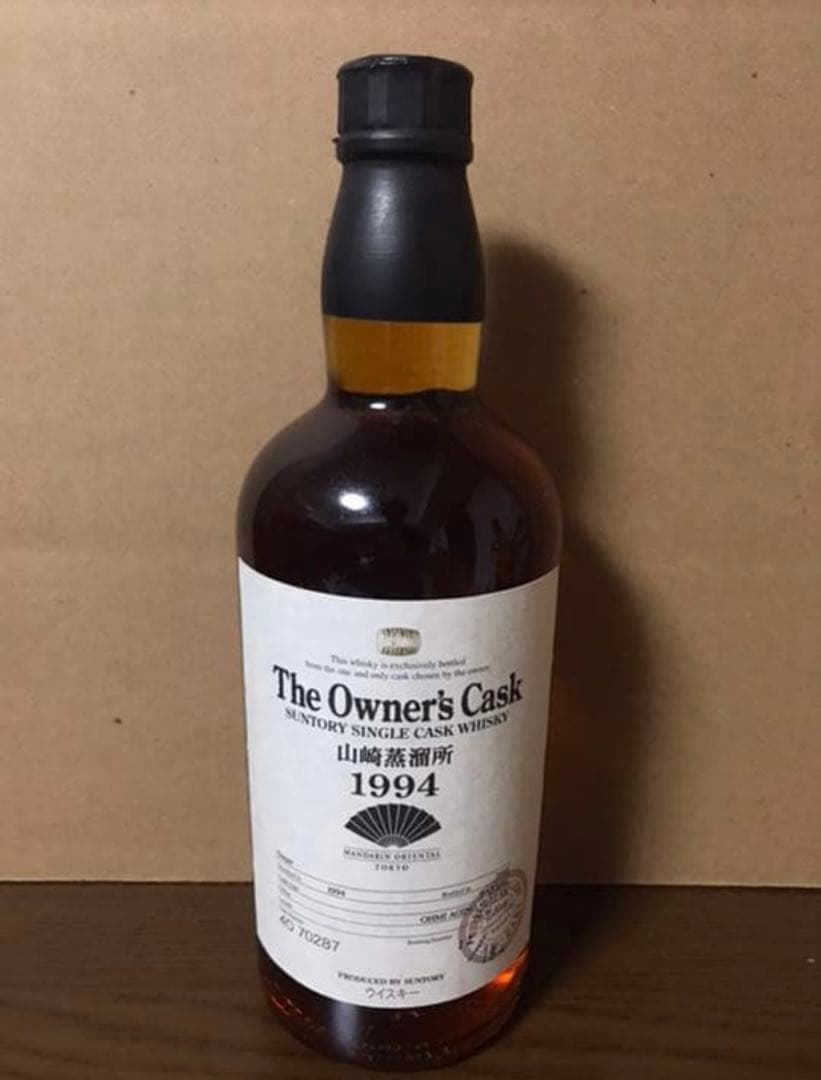 This whisky is exclusively bottled
from the one and only cask chosen by the owner.
The Owner's Cask
SUNTORY SINGLE CASK WHISKY
山崎蒸溜所
1994
MANDARIN ORIENTAL
TOKYO
1994
OHMI
4G 70287
PRODUCED BY SUNTORY
ウイスキー